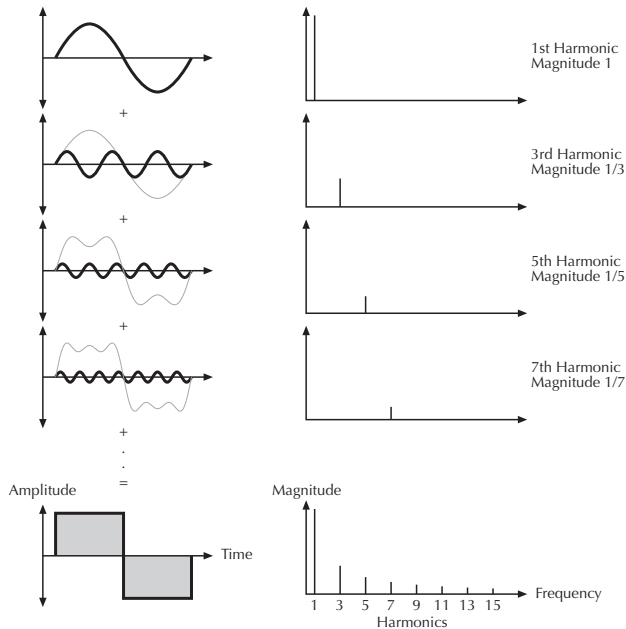 1st Harmonic
Magnitude 1
+
3rd Harmonic
Magnitude 1/3
+
5th Harmonic
Magnitude 1/5
+
7th Harmonic
Magnitude 1/7
+
.
.
=
Amplitude
Time
Magnitude
Frequency
1 3 5 7 9 11 13 15
Harmonics